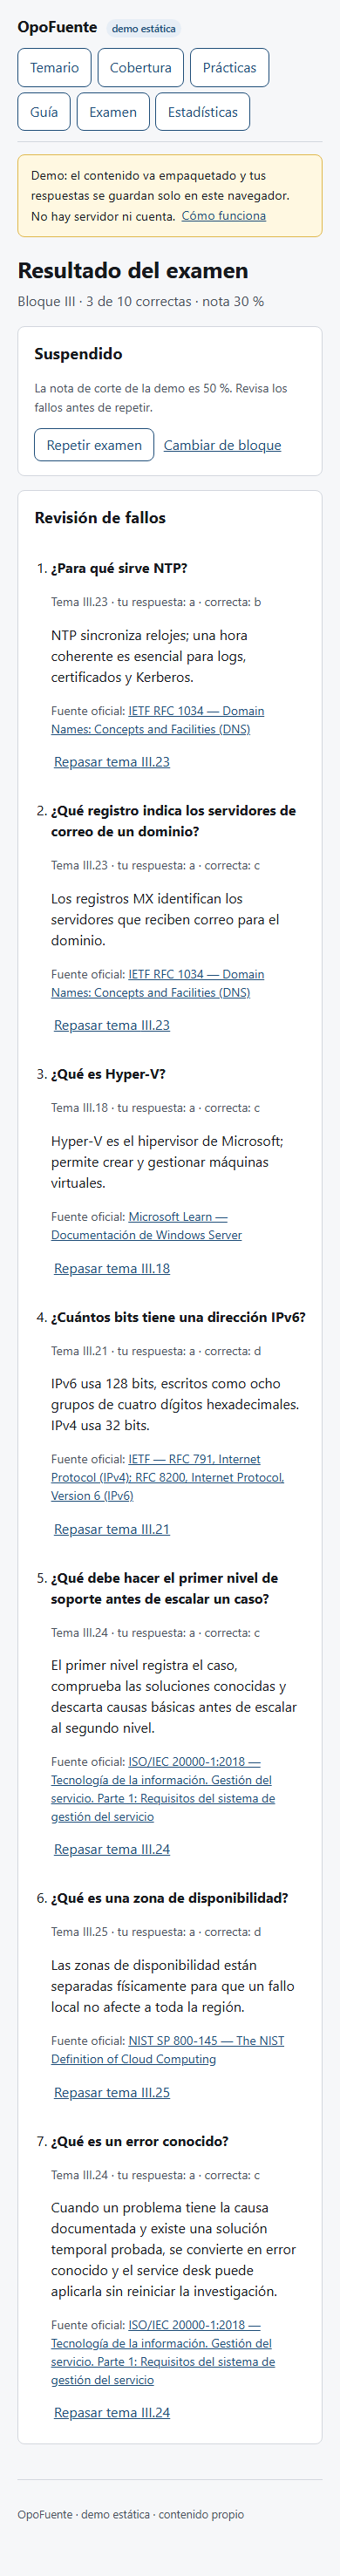 OpoFuente demo estática
Temario Cobertura Prácticas
Guía Examen Estadísticas
Demo: el contenido va empaquetado y tus
respuestas se guardan solo en este navegador.
No hay servidor ni cuenta. Cómo funciona
Resultado del examen
Bloque III · 3 de 10 correctas · nota 30 %
Suspendido
La nota de corte de la demo es 50 %. Revisa los
fallos antes de repetir.
Repetir examen Cambiar de bloque
Revisión de fallos
1. ¿Para qué sirve NTP?
Tema III.23 · tu respuesta: a · correcta: b
NTP sincroniza relojes; una hora
coherente es esencial para logs,
certificados y Kerberos.
Fuente oficial: IETF RFC 1034 — Domain
Names: Concepts and Facilities (DNS)
Repasar tema III.23
2. ¿Qué registro indica los servidores de
correo de un dominio?
Tema III.23 · tu respuesta: a · correcta: c
Los registros MX identifican los
servidores que reciben correo para el
dominio.
Fuente oficial: IETF RFC 1034 — Domain
Names: Concepts and Facilities (DNS)
Repasar tema III.23
3. ¿Qué es Hyper-V?
Tema III.18 · tu respuesta: a · correcta: c
Hyper-V es el hipervisor de Microsoft;
permite crear y gestionar máquinas
virtuales.
Fuente oficial: Microsoft Learn —
Documentación de Windows Server
Repasar tema III.18
4. ¿Cuántos bits tiene una dirección IPv6?
Tema III.21 · tu respuesta: a · correcta: d
IPv6 usa 128 bits, escritos como ocho
grupos de cuatro dígitos hexadecimales.
IPv4 usa 32 bits.
Fuente oficial: IETF — RFC 791, Internet
Protocol (IPv4); RFC 8200, Internet Protocol,
Version 6 (IPv6)
Repasar tema III.21
5. ¿Qué debe hacer el primer nivel de
soporte antes de escalar un caso?
Tema III.24 · tu respuesta: a · correcta: c
El primer nivel registra el caso,
comprueba las soluciones conocidas y
descarta causas básicas antes de escalar
al segundo nivel.
Fuente oficial: ISO/IEC 20000-1:2018 —
Tecnología de la información. Gestión del
servicio. Parte 1: Requisitos del sistema de
gestión del servicio
Repasar tema III.24
6. ¿Qué es una zona de disponibilidad?
Tema III.25 · tu respuesta: a · correcta: d
Las zonas de disponibilidad están
separadas físicamente para que un fallo
local no afecte a toda la región.
Fuente oficial: NIST SP 800-145 — The NIST
Definition of Cloud Computing
Repasar tema III.25
7. ¿Qué es un error conocido?
Tema III.24 · tu respuesta: a · correcta: c
Cuando un problema tiene la causa
documentada y existe una solución
temporal probada, se convierte en error
conocido y el service desk puede
aplicarla sin reiniciar la investigación.
Fuente oficial: ISO/IEC 20000-1:2018 —
Tecnología de la información. Gestión del
servicio. Parte 1: Requisitos del sistema de
gestión del servicio
Repasar tema III.24
OpoFuente · demo estática · contenido propio